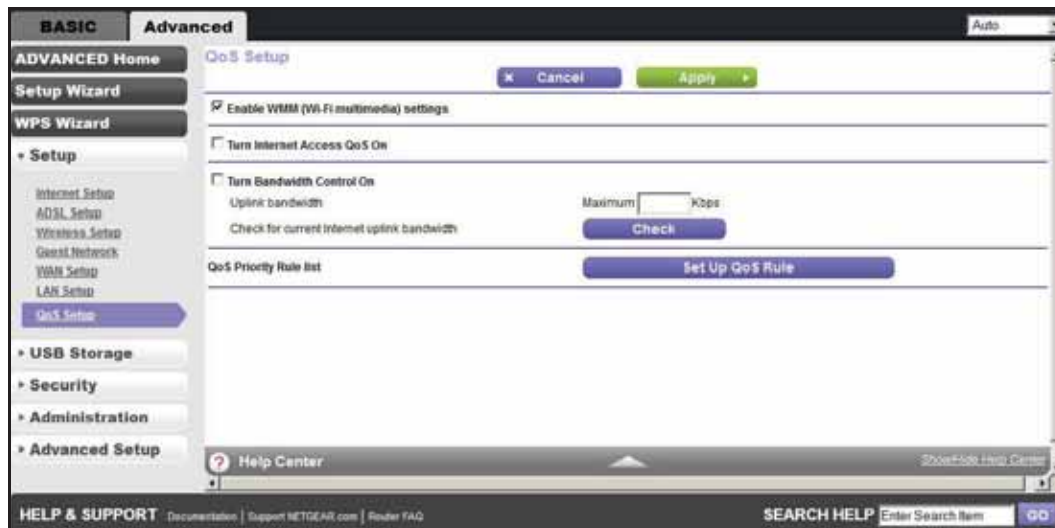 BASIC
Advanced
Auto
ADVANCED Home
Setup Wizard
WPS Wizard
Setup
Internet Setup
ADSL Setup
Wireless Setup
Guest Network
WAN Setup
LAN Setup
QoS Setup
USB Storage
Security
Administration
Advanced Setup
QoS Setup
Cancel
Apply
Enable WMM (Wi-Fi multimedia) settings
Turn Internet Access QoS On
Turn Bandwidth Control On
Uplink bandwidth Maximum Kbps
Check for current Internet uplink bandwidth Check
QoS Priority Rule list Set Up QoS Rule
Help Center
Show/Hide Help Center
HELP & SUPPORT Documentation | Support NETGEAR.com | Router FAQ
SEARCH HELP Enter Search Item GO